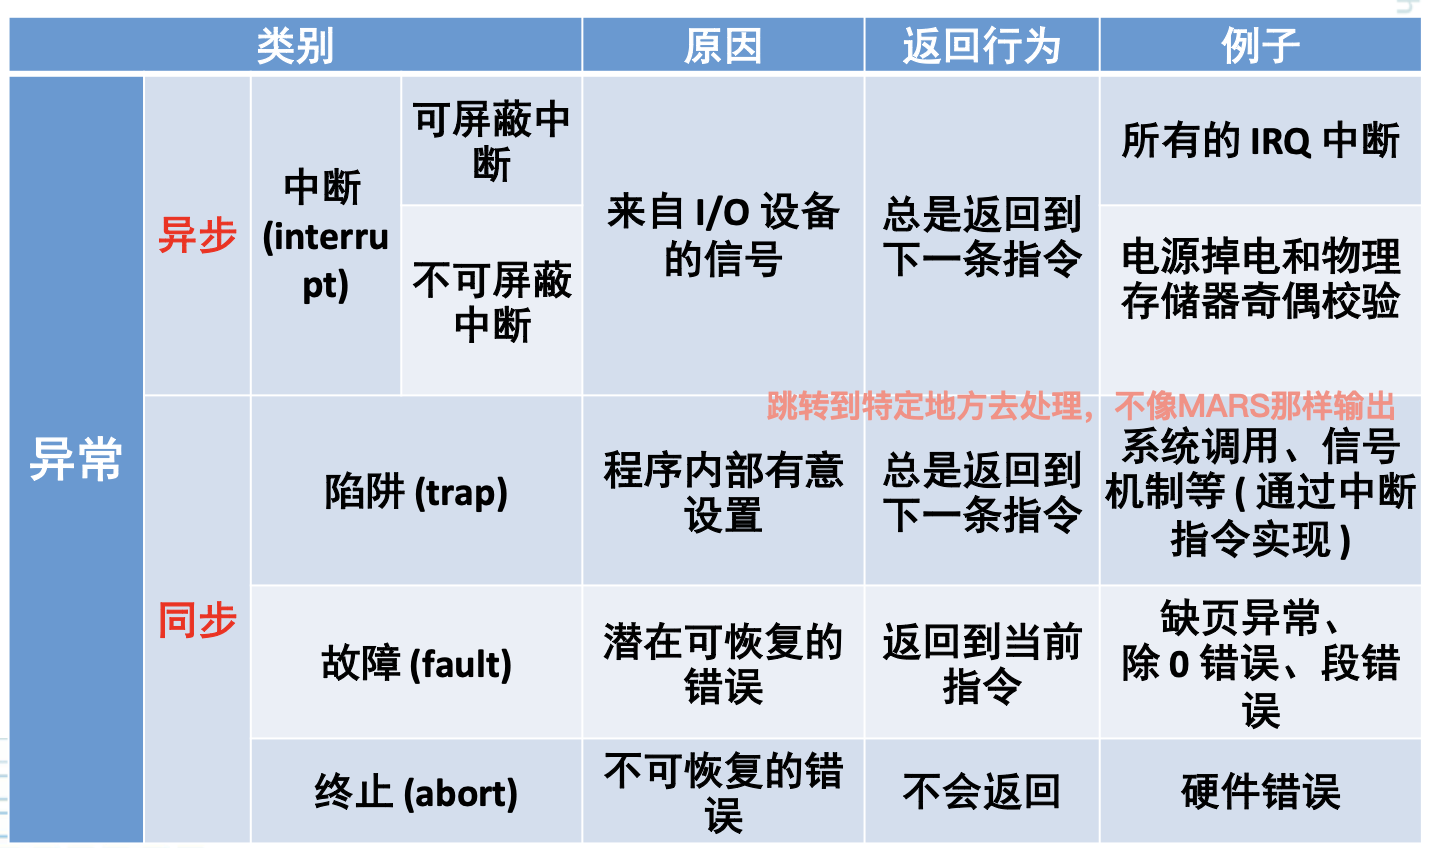 类别
原因
返回行为
例子
异常
异步
中断
(interru
pt)
可屏蔽中
断
来自 I/O 设备
的信号
总是返回到
下一条指令
所有的 IRQ 中断
不可屏蔽
中断
电源掉电和物理
存储器奇偶校验
跳转到特定地方去处理，不像MARS那样输出
同步
陷阱 (trap)
程序内部有意
设置
总是返回到
下一条指令
系统调用、信号
机制等 ( 通过中断
指令实现 )
故障 (fault)
潜在可恢复的
错误
返回到当前
指令
缺页异常、
除 0 错误、段错
误
终止 (abort)
不可恢复的错
误
不会返回
硬件错误